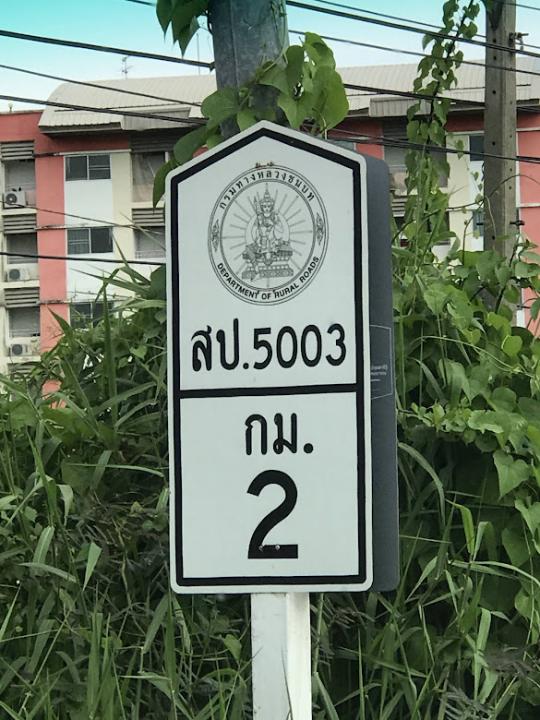 กรมทางหลวงชนบท
DEPARTMENT OF RURAL ROADS
สป.5003
กม.
2